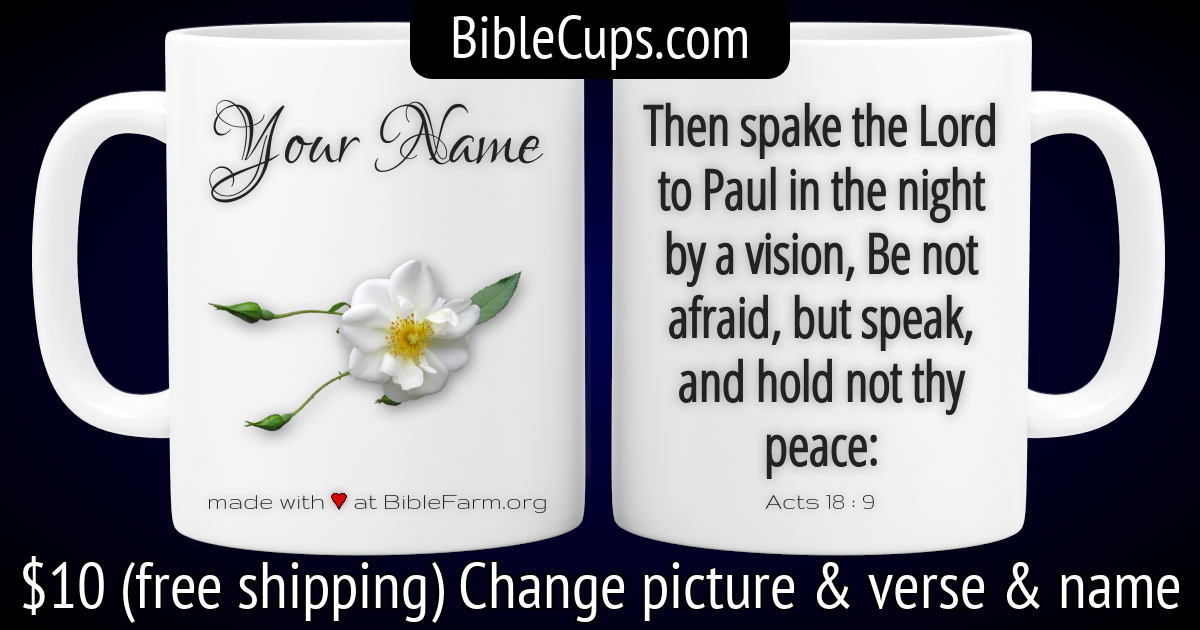 BibleCups.com
Your Name
made with ♥ at BibleFarm.org
Then spake the Lord
to Paul in the night
by a vision, Be not
afraid, but speak,
and hold not thy
peace:
Acts 18 : 9
$10 (free shipping) Change picture & verse & name